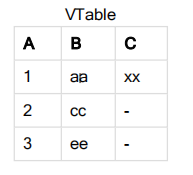 VTable
A B C
1 aa xx
2 cc -
3 ee -